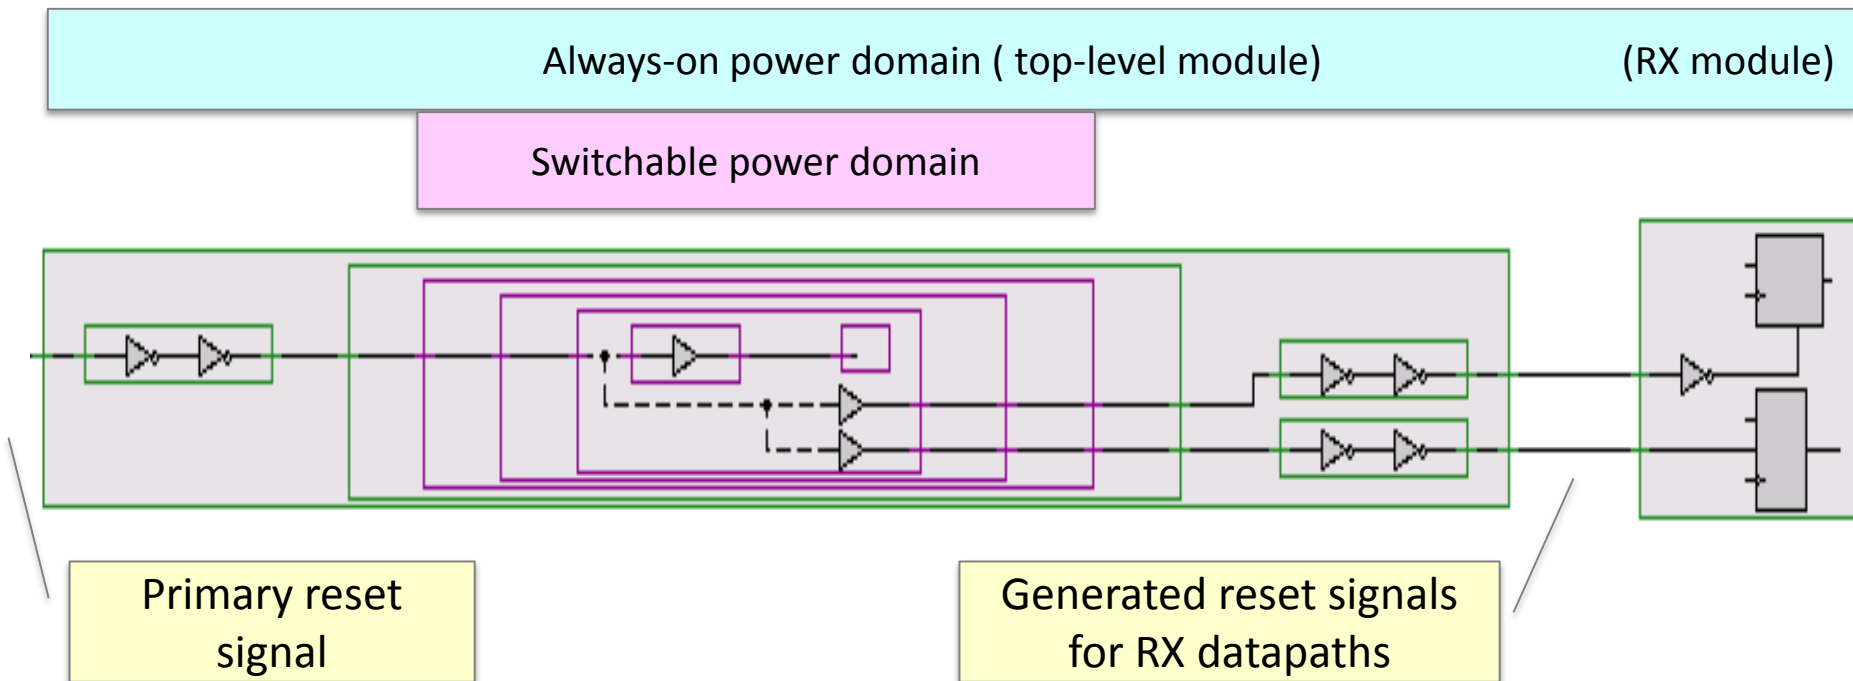 Always-on power domain ( top-level module) (RX module)
Switchable power domain
Primary reset
signal
Generated reset signals
for RX datapaths